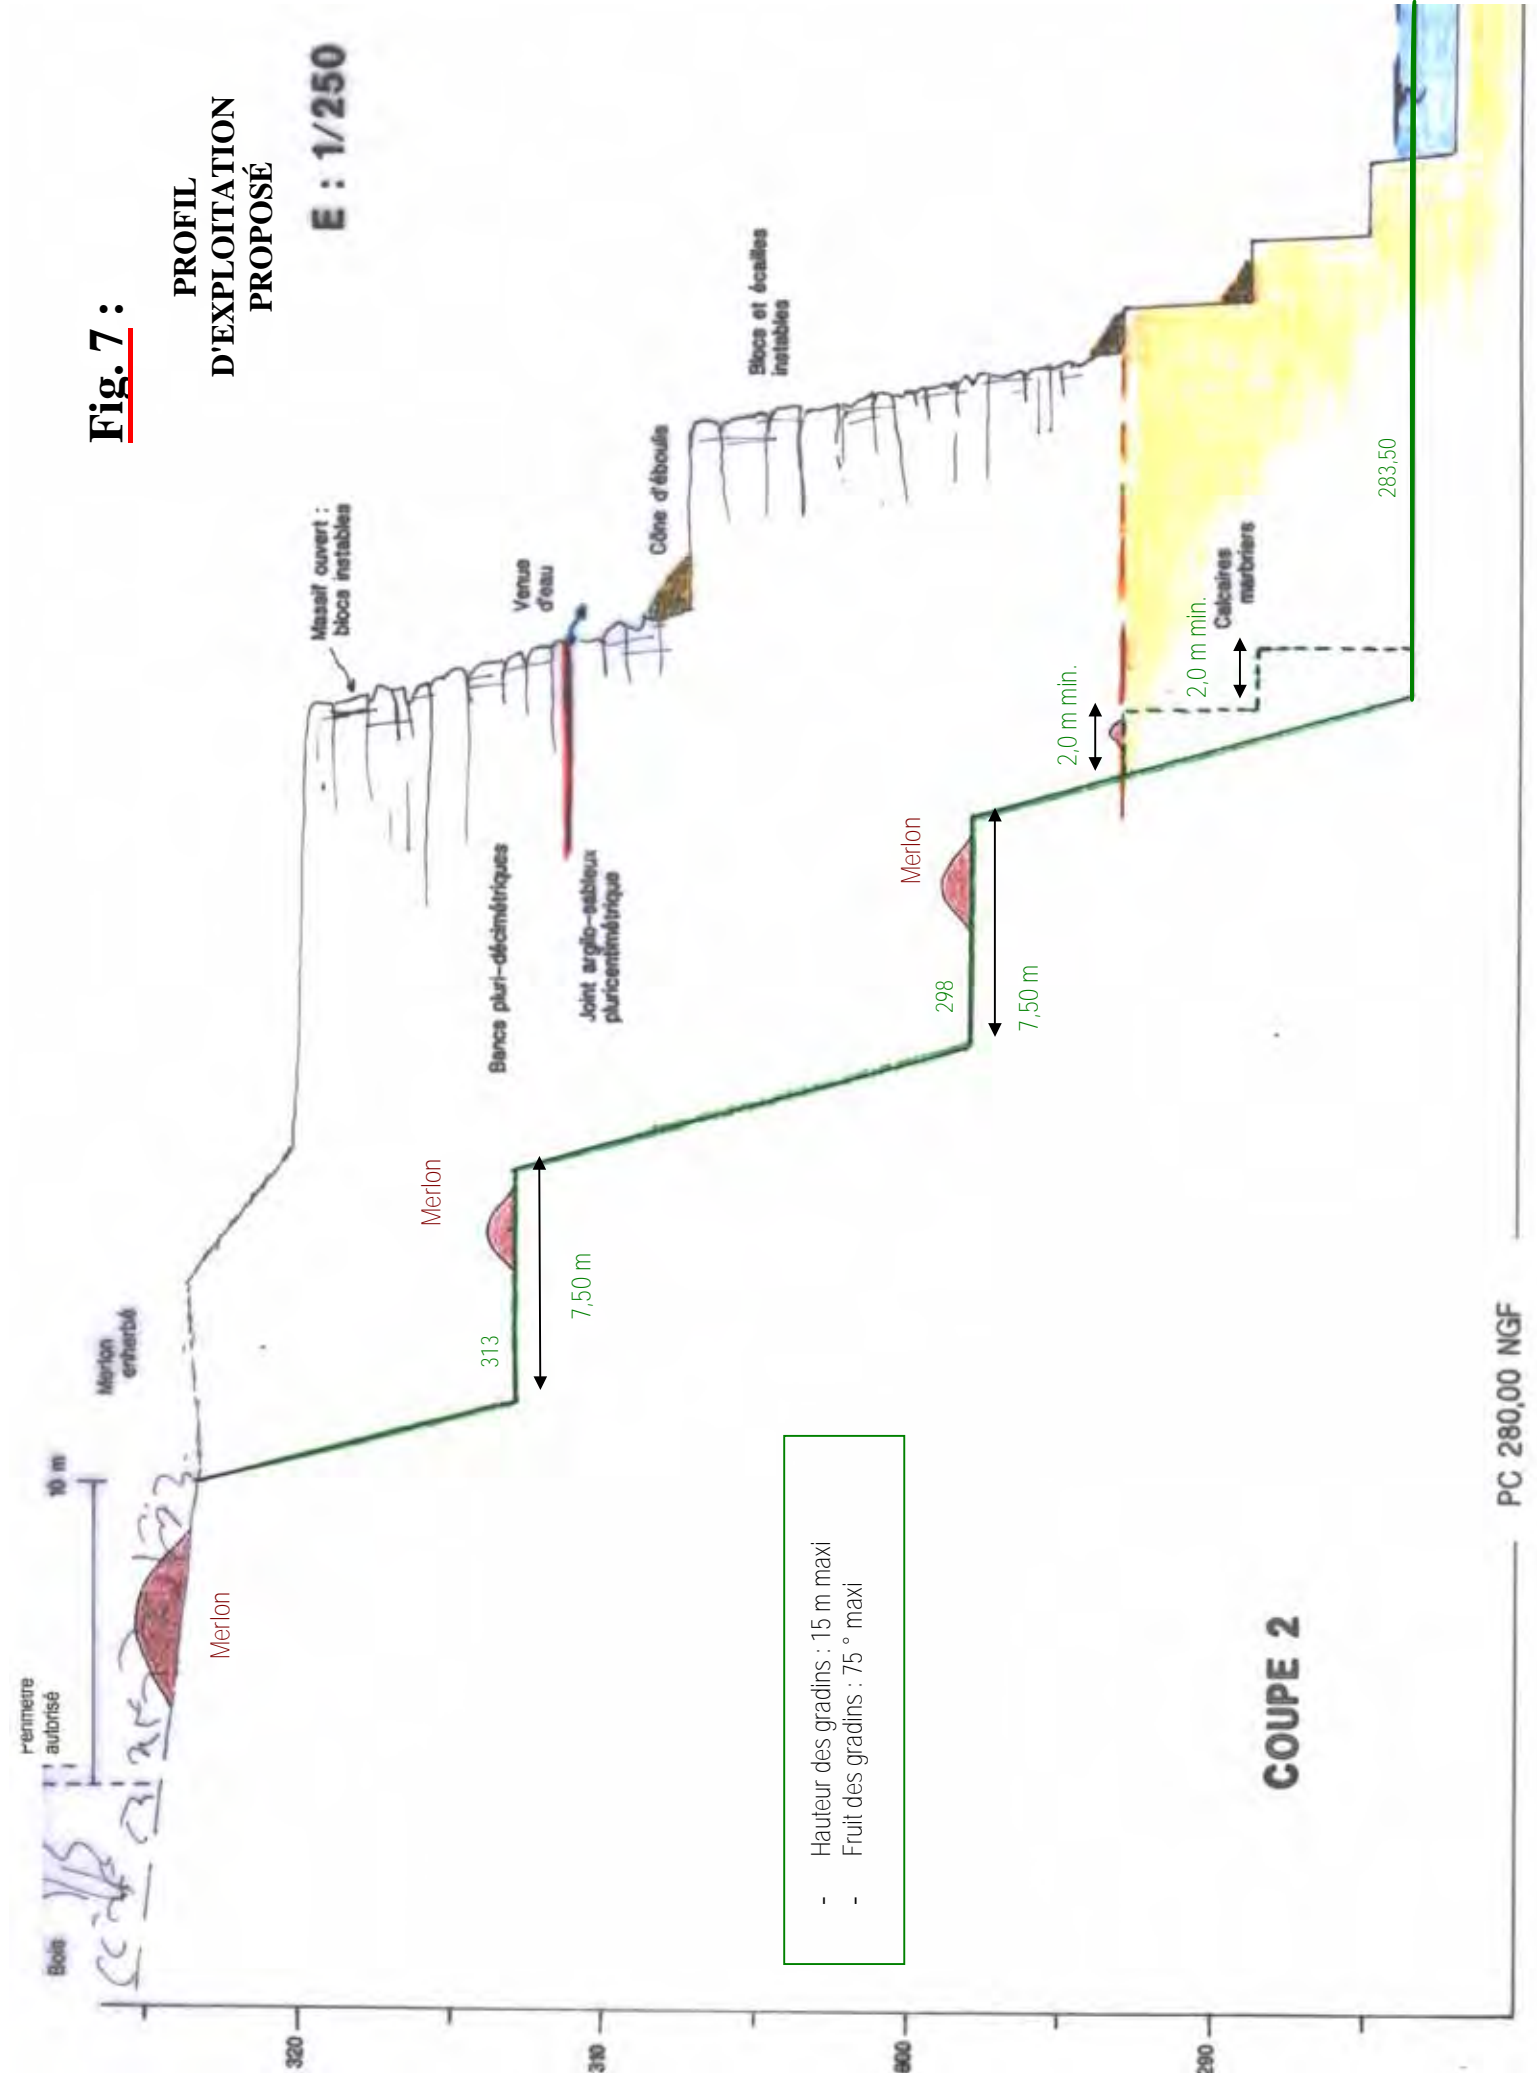 Fig. 7 :
PROFIL
D'EXPLOITATION
PROPOSÉ
E : 1/250
Bois
Périmètre
autorisé
10 m
Merlon
enherbé
Merlon
Massif ouvert :
blocs instables
Venue
d'eau
Cône d'éboulis
Blocs et écailles
instables
Bancs pluri-décimétriques
Joint argilo-sableux
pluricentimétrique
Merlon
313
7,50 m
Merlon
298
7,50 m
2,0 m min.
2,0 m min.
Calcaires
marbriers
283,50
- Hauteur des gradins : 15 m maxi
- Fruit des gradins : 75 ° maxi
COUPE 2
PC 280,00 NGF
320
310
300
290